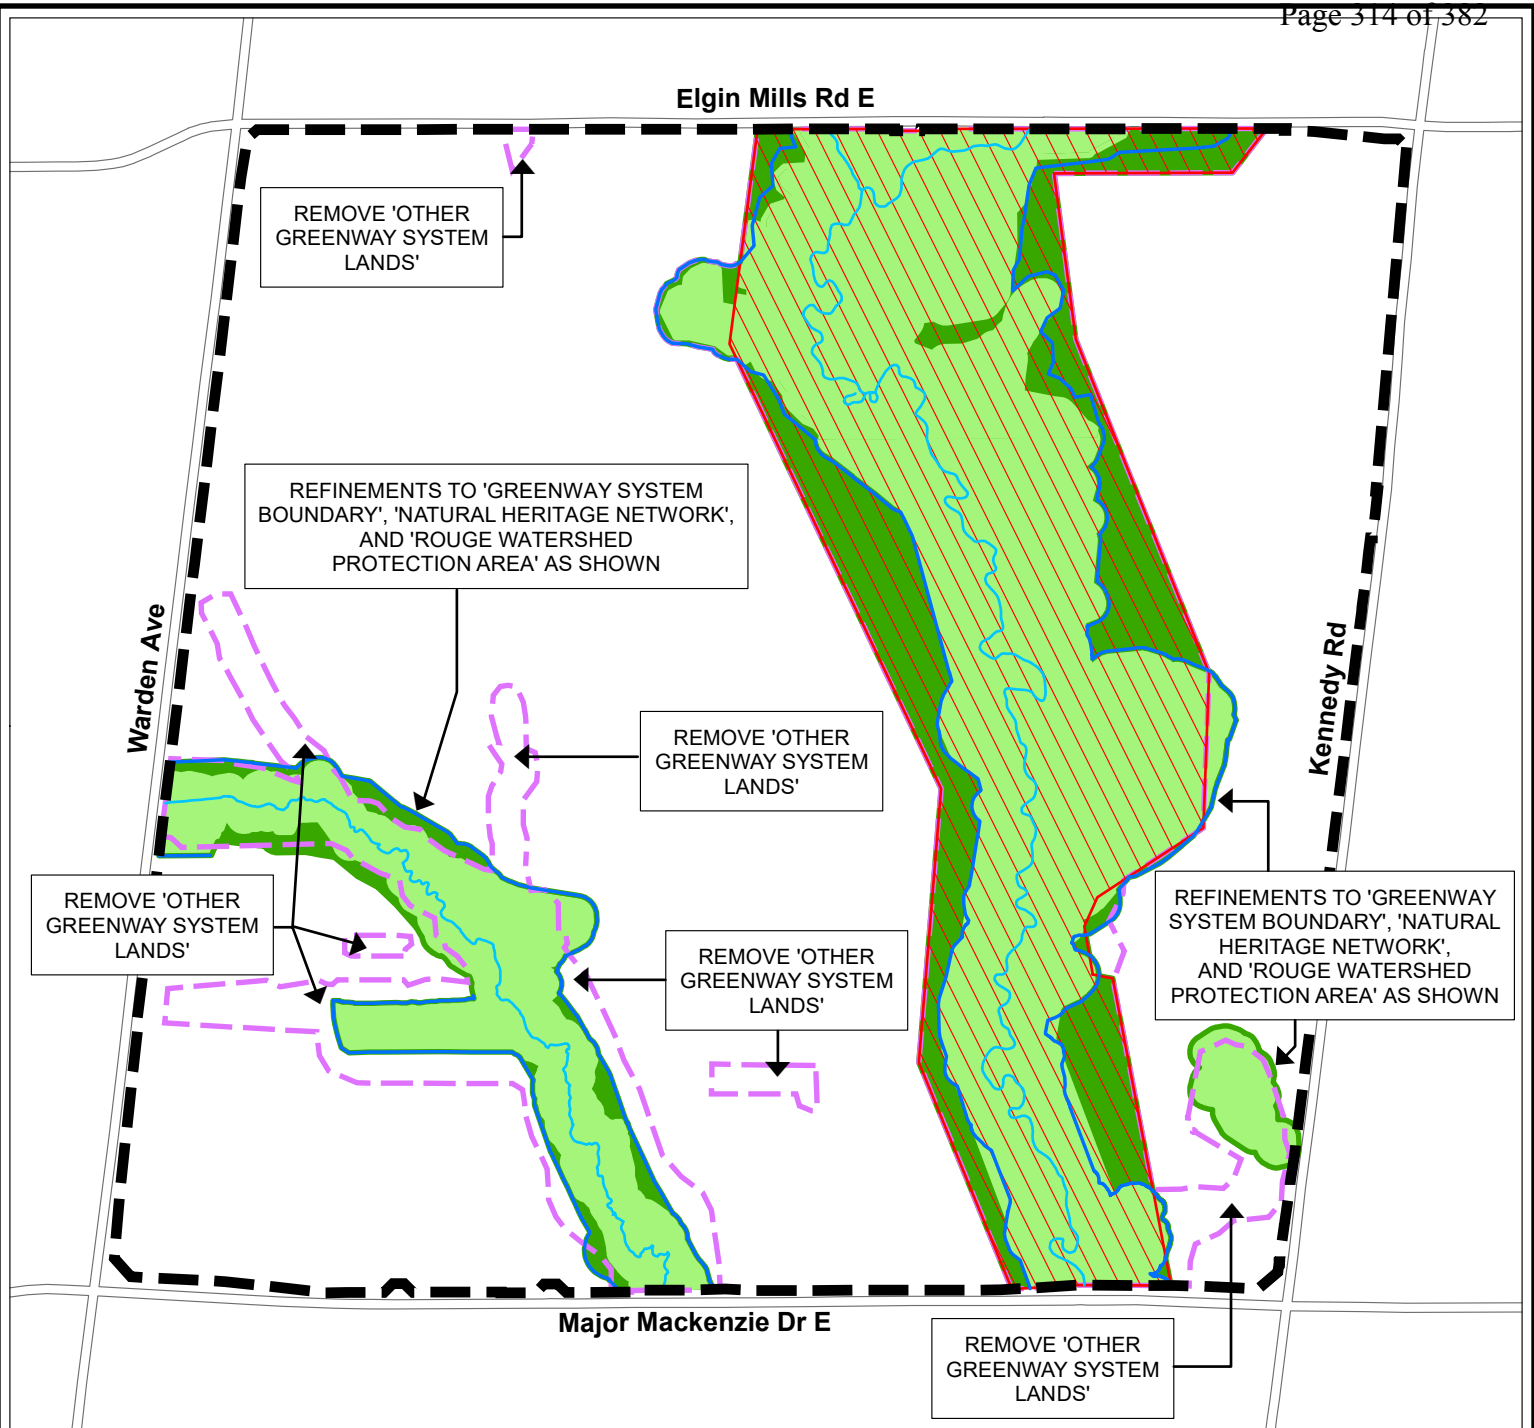 Page 314 of 382
Elgin Mills Rd E
REMOVE 'OTHER
GREENWAY SYSTEM
LANDS'
REFINEMENTS TO 'GREENWAY SYSTEM
BOUNDARY', 'NATURAL HERITAGE NETWORK',
AND 'ROUGE WATERSHED
PROTECTION AREA' AS SHOWN
Warden Ave
Kennedy Rd
REMOVE 'OTHER
GREENWAY SYSTEM
LANDS'
REMOVE 'OTHER
GREENWAY SYSTEM
LANDS'
REMOVE 'OTHER
GREENWAY SYSTEM
LANDS'
REFINEMENTS TO 'GREENWAY
SYSTEM BOUNDARY', 'NATURAL
HERITAGE NETWORK',
AND 'ROUGE WATERSHED
PROTECTION AREA' AS SHOWN
Major Mackenzie Dr E
REMOVE 'OTHER
GREENWAY SYSTEM
LANDS'